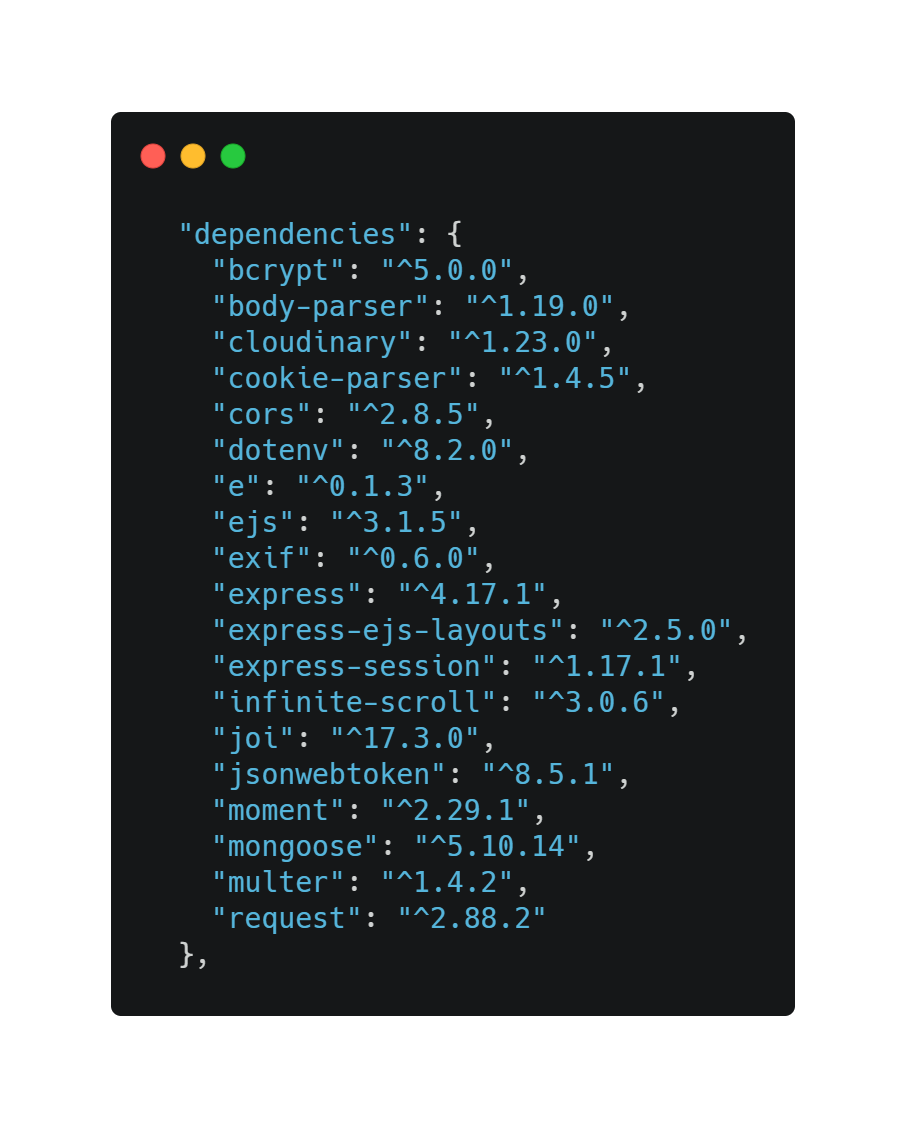 "dependencies": {
"bcrypt": "^5.0.0",
"body-parser": "^1.19.0",
"cloudinary": "^1.23.0",
"cookie-parser": "^1.4.5",
"cors": "^2.8.5",
"dotenv": "^8.2.0",
"e": "^0.1.3",
"ejs": "^3.1.5",
"exif": "^0.6.0",
"express": "^4.17.1",
"express-ejs-layouts": "^2.5.0",
"express-session": "^1.17.1",
"infinite-scroll": "^3.0.6",
"joi": "^17.3.0",
"jsonwebtoken": "^8.5.1",
"moment": "^2.29.1",
"mongoose": "^5.10.14",
"multer": "^1.4.2",
"request": "^2.88.2"
},